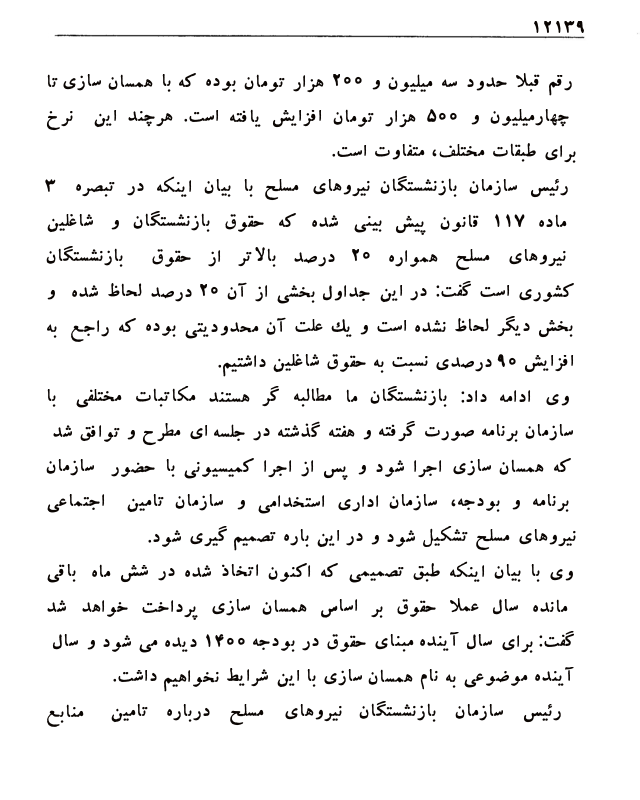 ۱۲۱۳۹
رقم قبلا حدود سه میلیون و ۲۰۰ هزار تومان بوده که با همسان سازی تا
چهارمیلیون و ۵۰۰ هزار تومان افزایش یافته است. هرچند این نرخ
برای طبقات مختلف، متفاوت است.
رئیس سازمان بازنشستگان نیروهای مسلح با بیان اینکه در تبصره ۳
ماده ۱۱۷ قانون پیش بینی شده که حقوق بازنشستگان و شاغلین
نیروهای مسلح همواره ۲۰ درصد بالاتر از حقوق بازنشستگان
کشوری است گفت: در این جداول بخشی از آن ۲۰ درصد لحاظ شده و
بخش دیگر لحاظ نشده است و یك علت آن محدودیتی بوده که راجع به
افزایش ۹۰ درصدی نسبت به حقوق شاغلین داشتیم.
وی ادامه داد: بازنشستگان ما مطالبه گر هستند مکاتبات مختلفی با
سازمان برنامه صورت گرفته و هفته گذشته در جلسه ای مطرح و توافق شد
که همسان سازی اجرا شود و پس از اجرا کمیسیونی با حضور سازمان
برنامه و بودجه، سازمان اداری استخدامی و سازمان تامین اجتماعی
نیروهای مسلح تشکیل شود و در این باره تصمیم گیری شود.
وی با بیان اینکه طبق تصمیمی که اکنون اتخاذ شده در شش ماه باقی
مانده سال عملا حقوق بر اساس همسان سازی پرداخت خواهد شد
گفت: برای سال آینده مبنای حقوق در بودجه ۱۴۰۰ دیده می شود و سال
آینده موضوعی به نام همسان سازی با این شرایط نخواهیم داشت.
رئیس سازمان بازنشستگان نیروهای مسلح درباره تامین منابع